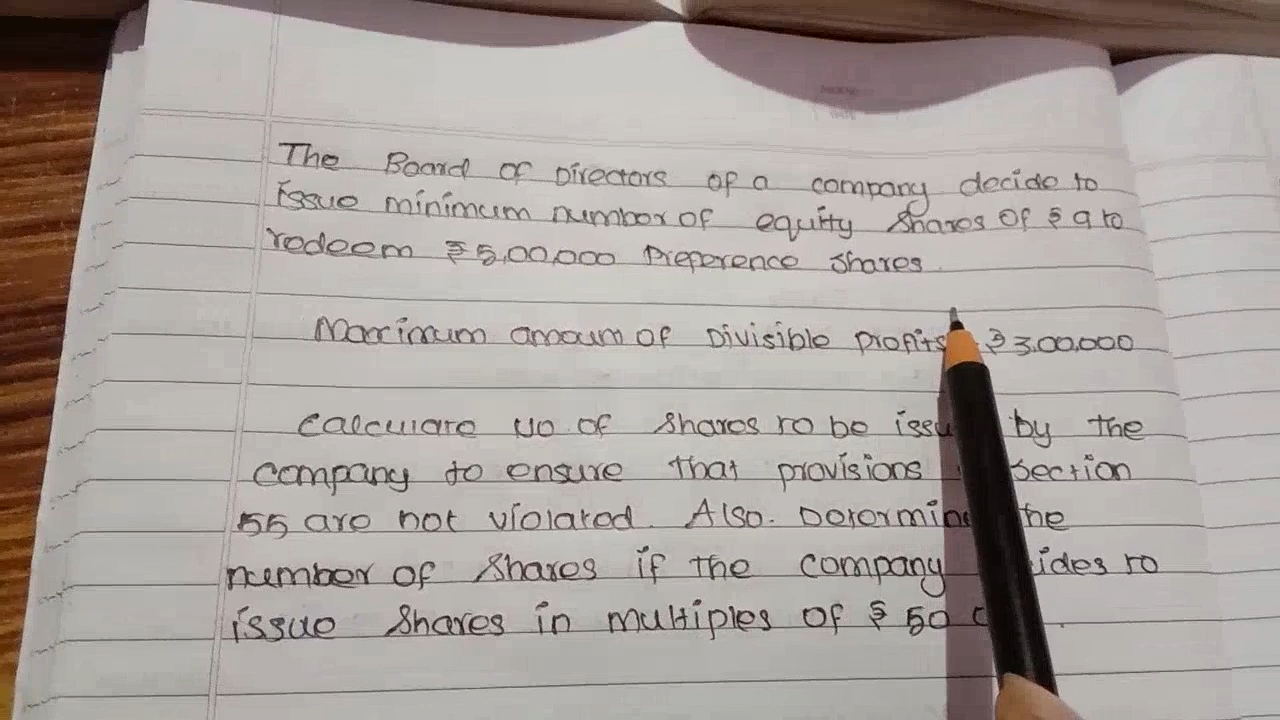 The Board of Directors of a company decide to
issue minimum number of equity shares of ₹ 9 to
redeem ₹ 5,00,000 Preference shares.
Maximum amoum of Divisible profits ₹ 3,00,000
Calculate no of shares to be issu by the
company to ensure that provisions section
55 are not violated. Also. Determine the
number of shares if the company ides to
issue shares in multiples of ₹ 50